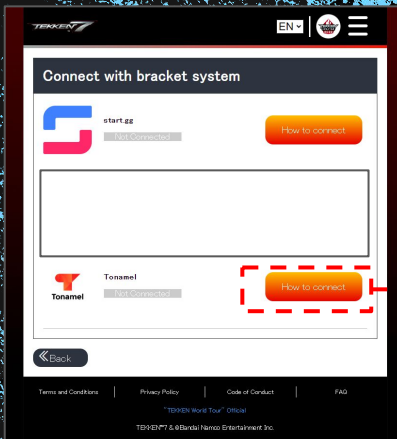 TEKKEN 7
EN
Connect with bracket system
start.gg
Not Connected
How to connect
Tonamel
Tonamel
Not Connected
How to connect
Back
Terms and Conditions
Privacy Policy
Code of Conduct
FAQ
"TEKKEN World Tour" Official
TEKKEN™7 & ©Bandai Namco Entertainment Inc.